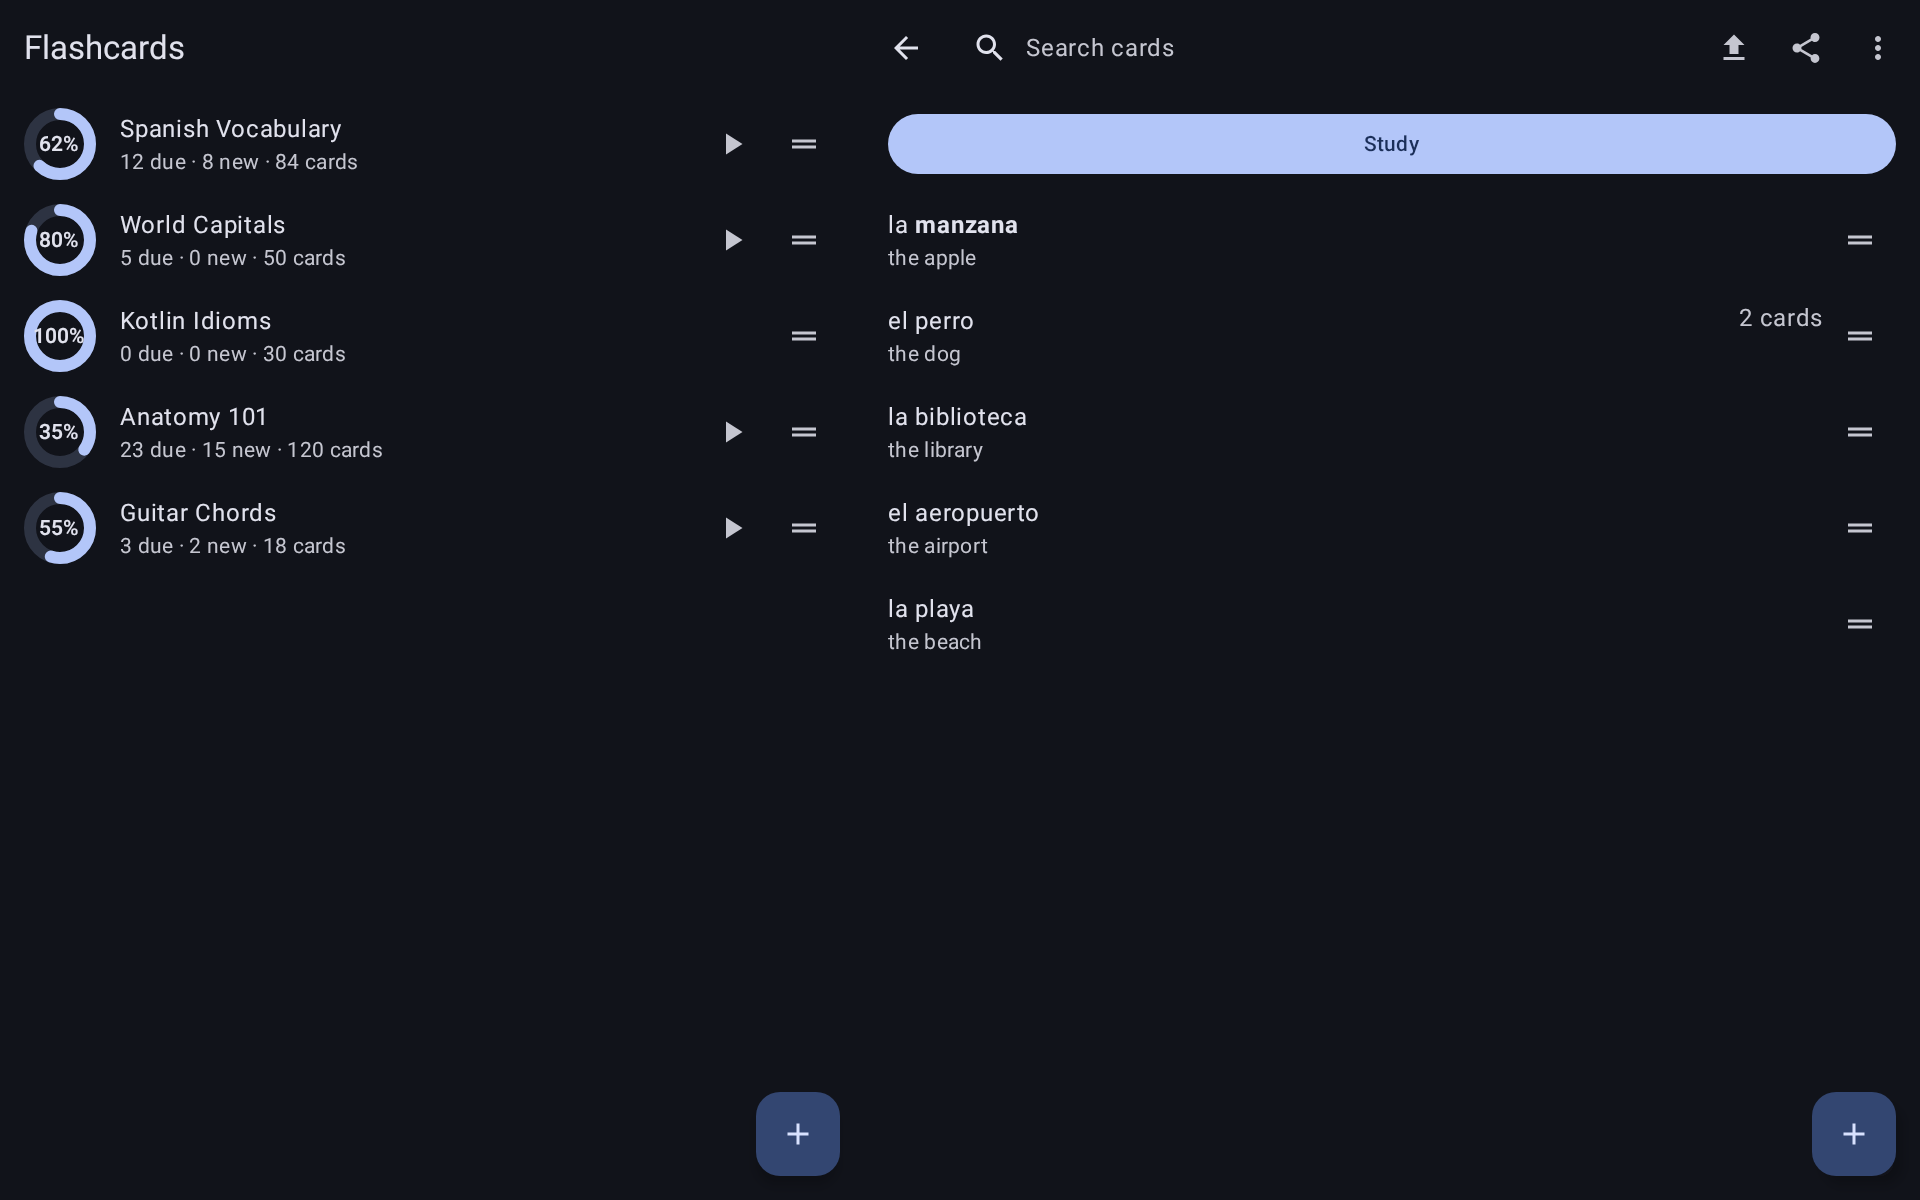 Flashcards
62%
Spanish Vocabulary
12 due · 8 new · 84 cards
80%
World Capitals
5 due · 0 new · 50 cards
100%
Kotlin Idioms
0 due · 0 new · 30 cards
35%
Anatomy 101
23 due · 15 new · 120 cards
55%
Guitar Chords
3 due · 2 new · 18 cards
Search cards
Study
la manzana
the apple
el perro
2 cards
the dog
la biblioteca
the library
el aeropuerto
the airport
la playa
the beach